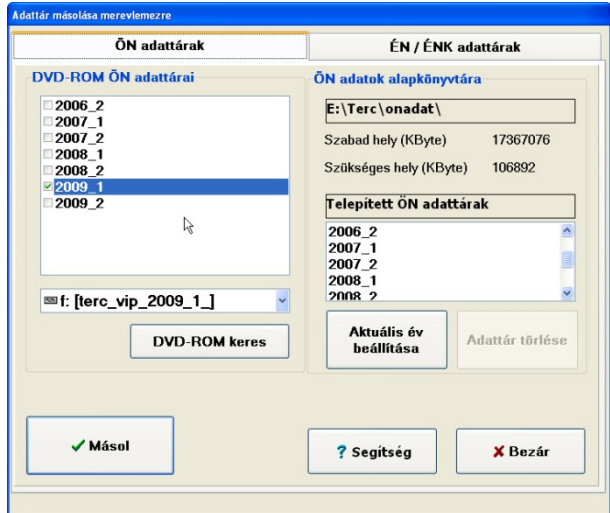 Adattár másolása merevlemezre
ÖN adattárak
ÉN / ÉNK adattárak
DVD-ROM ÖN adattárai
2006_2
2007_1
2007_2
2008_1
2008_2
2009_1
2009_2
f: [terc_vip_2009_1_]
DVD-ROM keres
ÖN adatok alapkönyvtára
E:\Terc\onadat\
Szabad hely (KByte) 17367076
Szükséges hely (KByte) 106892
Telepített ÖN adattárak
2006_2
2007_1
2007_2
2008_1
2008_2
Aktuális év
beállítása
Adattár törlése
Másol
? Segítség
Bezár